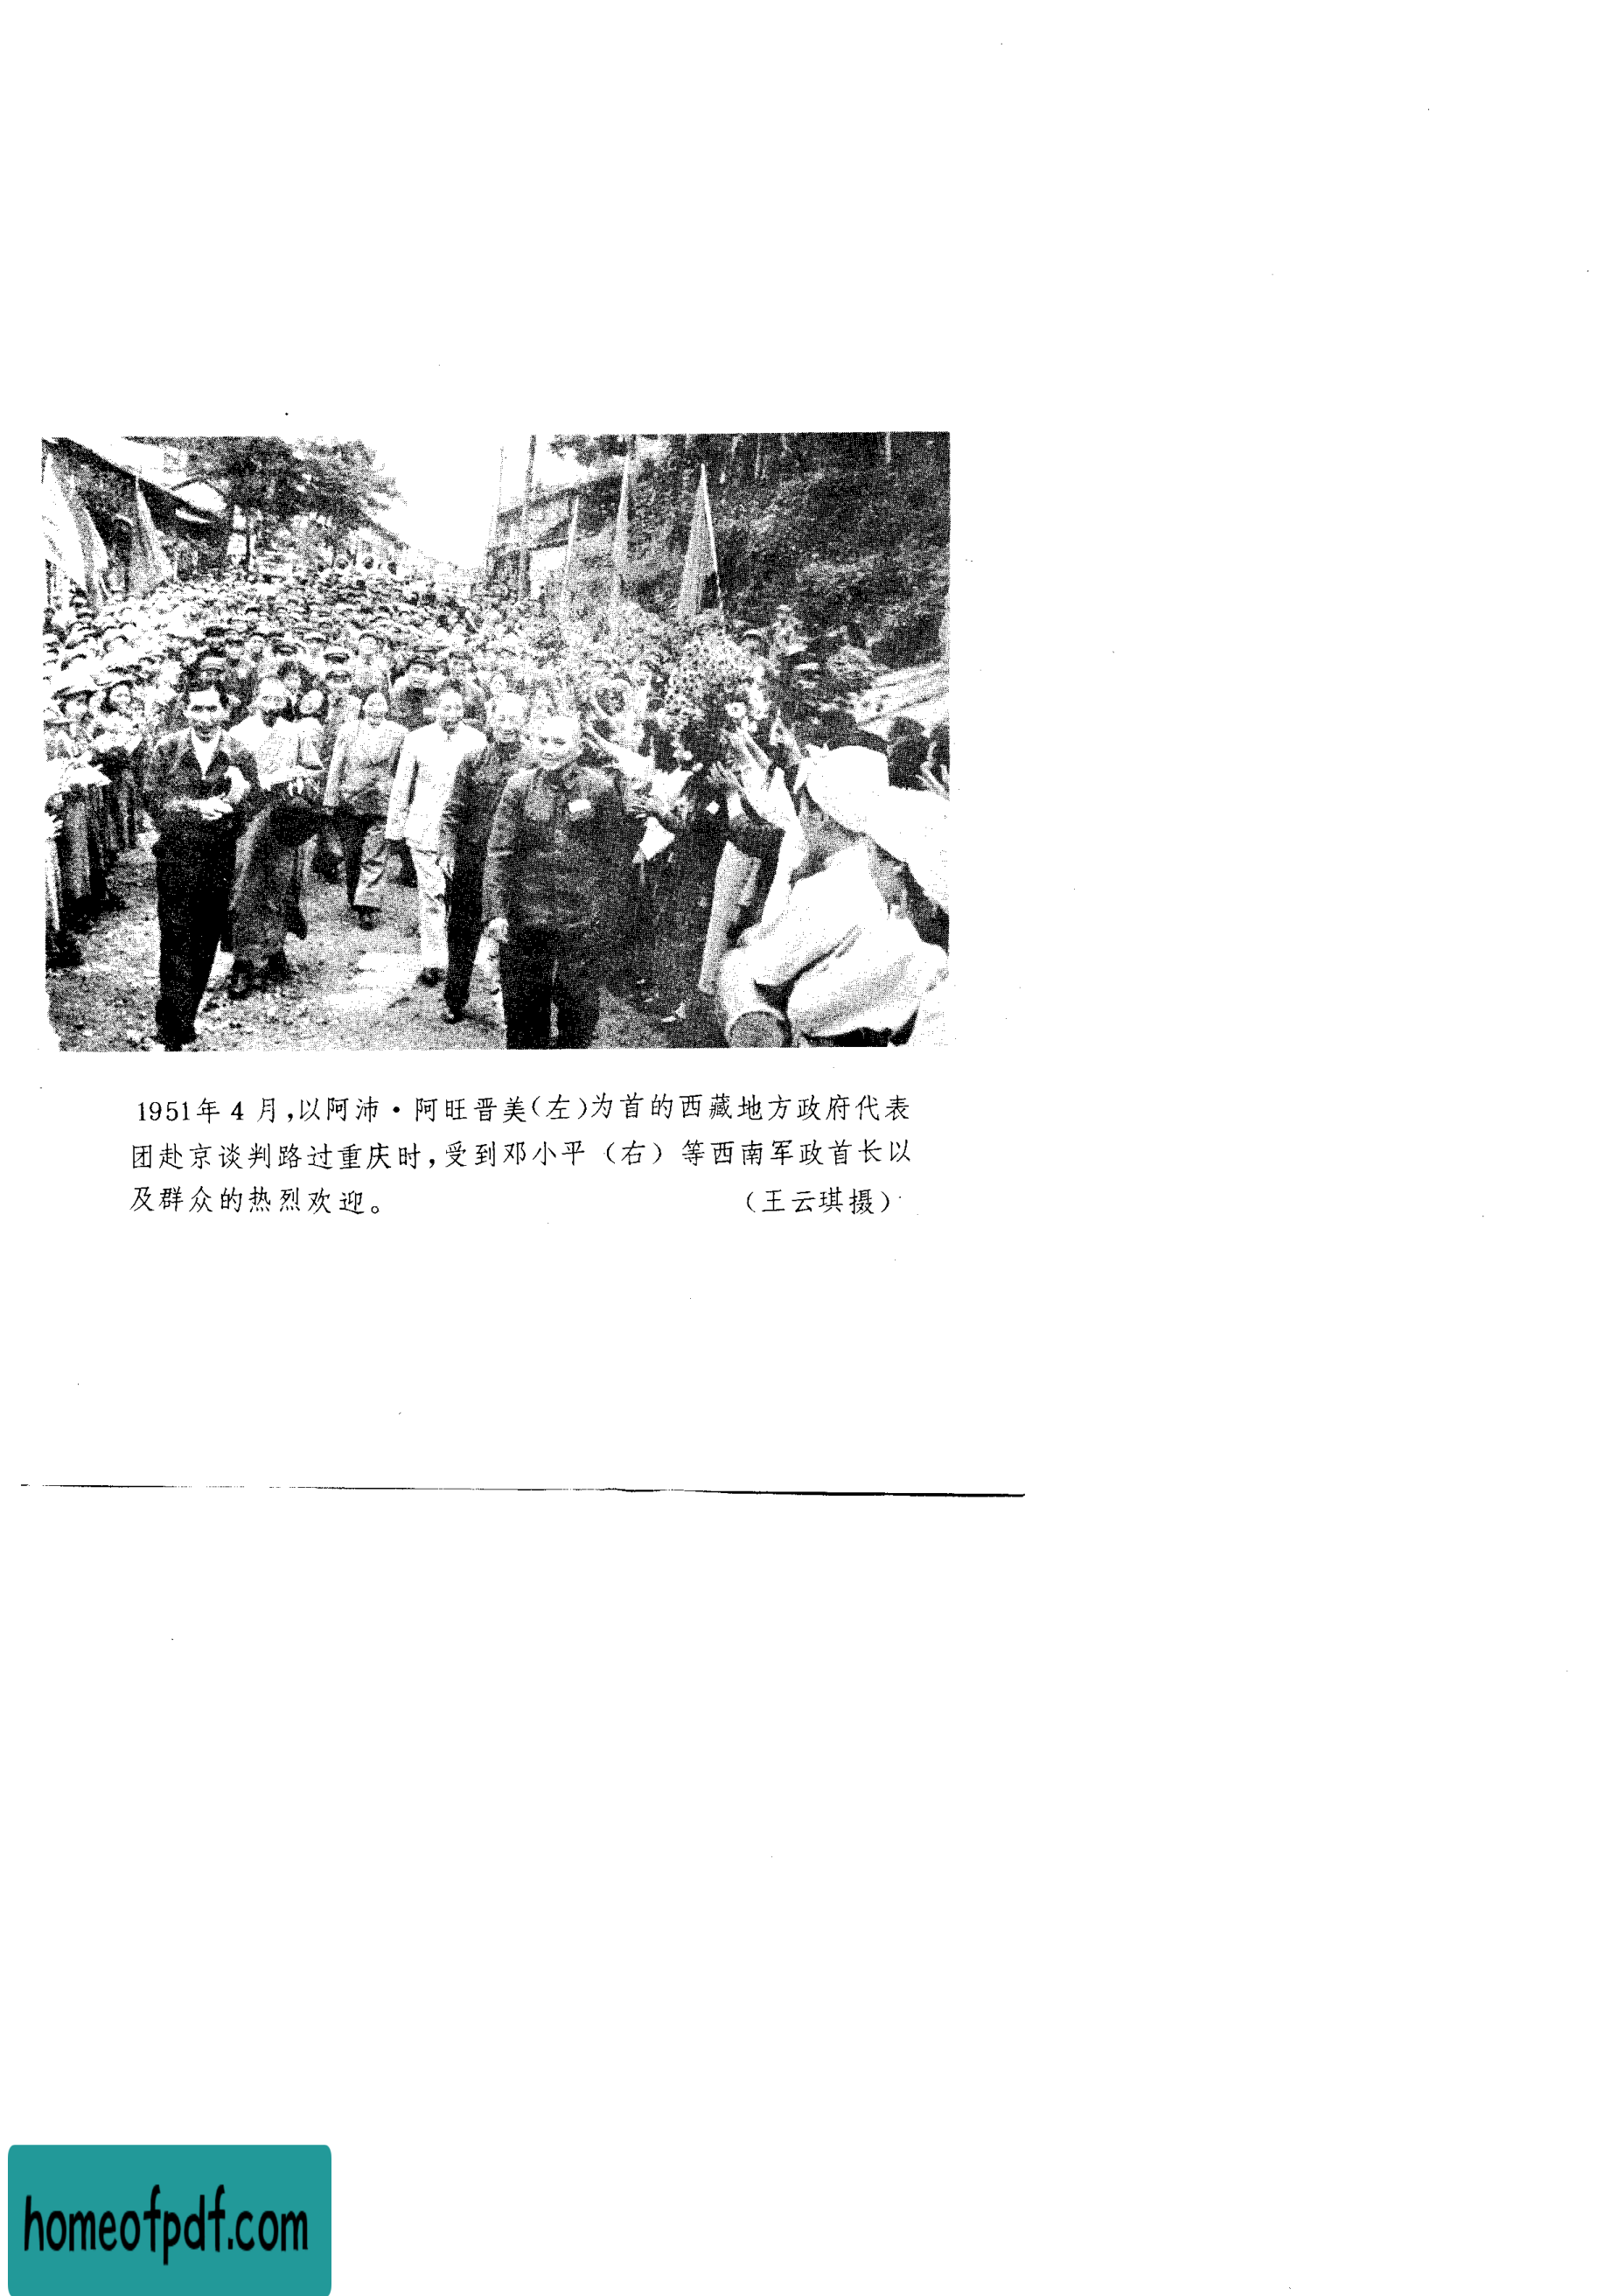 1951年4月,以阿沛·阿旺晋美(左)为首的西藏地方政府代表
团赴京谈判路过重庆时,受到邓小平(右)等西南军政首长以
及群众的热烈欢迎。 (王云琪摄)
homeofpdf.com